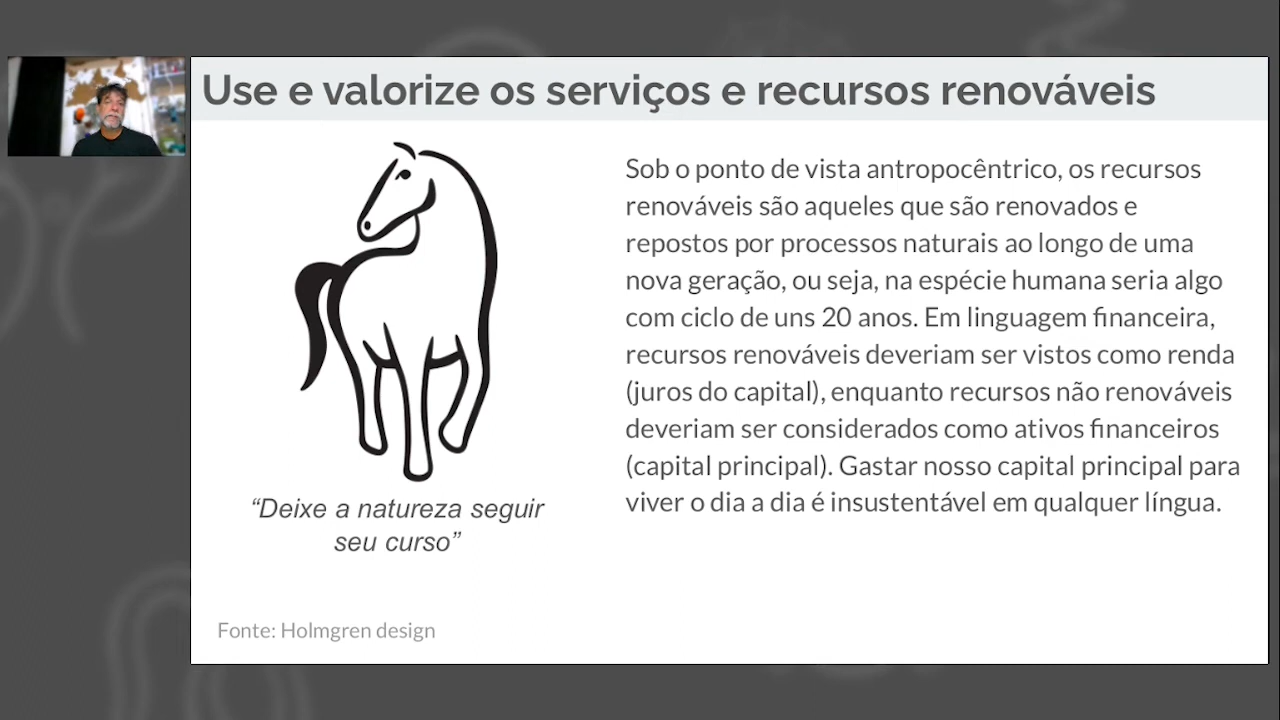 Use e valorize os serviços e recursos renováveis
Sob o ponto de vista antropocêntrico, os recursos
renováveis são aqueles que são renovados e
repostos por processos naturais ao longo de uma
nova geração, ou seja, na espécie humana seria algo
com ciclo de uns 20 anos. Em linguagem financeira,
recursos renováveis deveriam ser vistos como renda
(juros do capital), enquanto recursos não renováveis
deveriam ser considerados como ativos financeiros
(capital principal). Gastar nosso capital principal para
viver o dia a dia é insustentável em qualquer língua.
“Deixe a natureza seguir
seu curso”
Fonte: Holmgren design